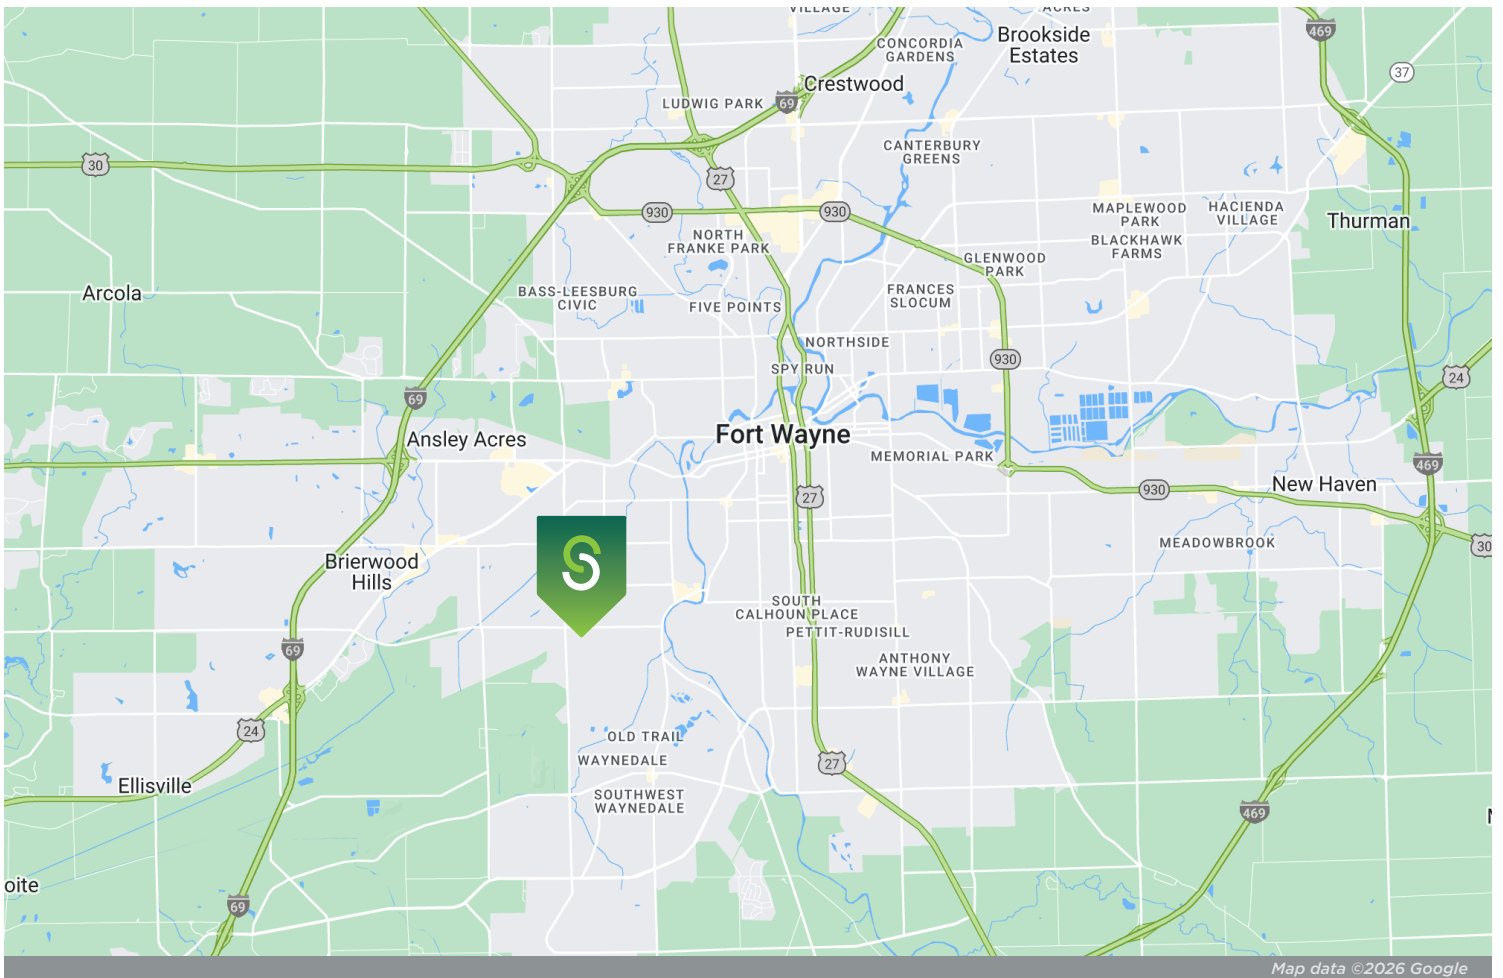 VILLAGE
ACRES
469
CONCORDIA
GARDENS
Brookside
Estates
37
Crestwood
LUDWIG PARK
69
CANTERBURY
GREENS
30
27
930
930
MAPLEWOOD
PARK
HACIENDA
VILLAGE
Thurman
NORTH
FRANKE PARK
BLACKHAWK
FARMS
GLENWOOD
PARK
Arcola
BASS-LEESBURG
CIVIC
FIVE POINTS
FRANCES
SLOCUM
NORTHSIDE
930
SPY RUN
24
69
Ansley Acres
Fort Wayne
MEMORIAL PARK
469
New Haven
930
27
S
Brierwood
Hills
MEADOWBROOK
30
SOUTH
CALHOUN PLACE
PETTIT-RUDISILL
69
ANTHONY
WAYNE VILLAGE
24
OLD TRAIL
WAYNEDALE
27
Ellisville
SOUTHWEST
WAYNEDALE
469
oite
69
Map data ©2026 Google